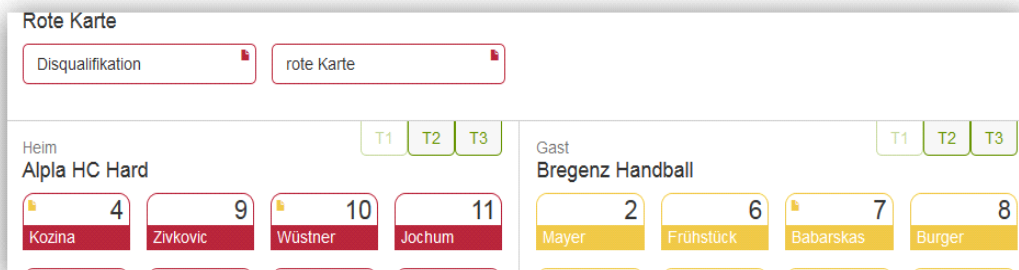 Rote Karte
Disqualifikation
rote Karte
Heim
T1 T2 T3
Alpla HC Hard
4
Kozina
9
Zivkovic
10
Wüstner
11
Jochum
Gast
T1 T2 T3
Bregenz Handball
2
Mayer
6
Frühstück
7
Babarskas
8
Burger